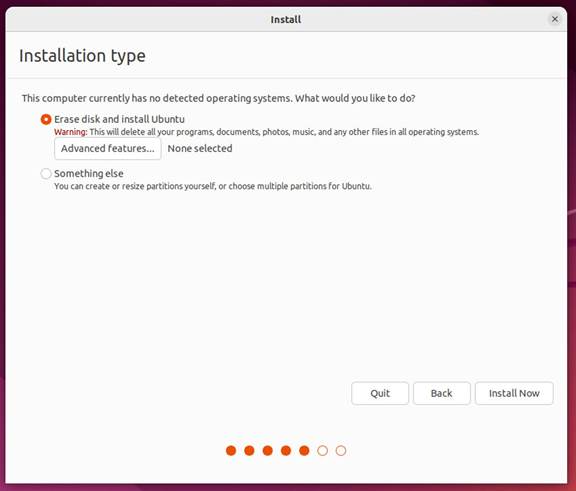 Install
Installation type
This computer currently has no detected operating systems. What would you like to do?
Erase disk and install Ubuntu
Warning: This will delete all your programs, documents, photos, music, and any other files in all operating systems.
Advanced features... None selected
Something else
You can create or resize partitions yourself, or choose multiple partitions for Ubuntu.
Quit Back Install Now